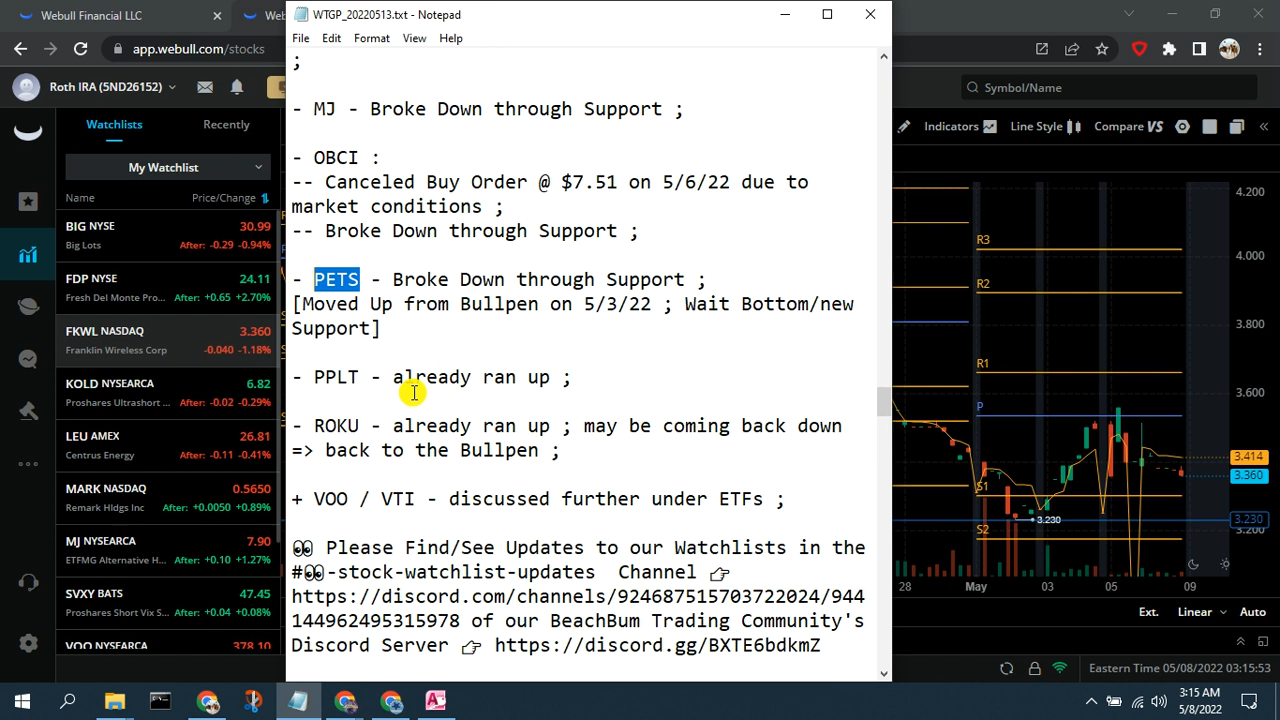 Webull Financial LLC
Web
WTGP_20220513.txt - Notepad
File Edit Format View Help
app.webull.com/stocks
Roth IRA (5ND26152)
Symbol/Name
Watchlists Recently
My Watchlist
Name Price/Change
BIG NYSE 30.99
Big Lots After: -0.29 -0.94%
FDP NYSE 24.11
Fresh Del Monte Pro... After: +0.65 +2.70%
FKWL NASDAQ 3.360
Franklin Wireless Corp -0.040 -1.18%
KOLD NYSEARCA 6.82
Proshares Ultrashort ... After: -0.02 -0.29%
LEU AMEX 26.81
Centrus Energy After: -0.11 -0.41%
MARK NASDAQ 0.5650
Remark Hldgs Inc After: +0.0050 +0.89%
MJ NYSEARCA 7.90
ETFMG Alternative H... After: +0.10 +1.27%
SVXY BATS 47.45
Proshares Short Vix S... After: +0.04 +0.08%
VOO NYSEARCA 378.10
;
- MJ - Broke Down through Support ;
- OBCI :
-- Canceled Buy Order @ $7.51 on 5/6/22 due to
market conditions ;
-- Broke Down through Support ;
- PETS - Broke Down through Support ;
[Moved Up from Bullpen on 5/3/22 ; Wait Bottom/new
Support]
- PPLT - already ran up ;
- ROKU - already ran up ; may be coming back down
=> back to the Bullpen ;
+ VOO / VTI - discussed further under ETFs ;
👀 Please Find/See Updates to our Watchlists in the
#👀-stock-watchlist-updates Channel 👉
https://discord.com/channels/924687515703722024/944
144962495315978 of our BeachBum Trading Community's
Discord Server 👉 https://discord.gg/BXTE6bdkmZ
Indicators Line Style Compare VS
R3
R2
R1
P
S1
S2
3.230
4.200
4.000
3.800
3.600
3.414
3.360
3.230
3.200
28 May 03 05 09
Ext. Linear Auto
Eastern Time 05/08/2022 03:15:53
3:15 AM
5/8/2022